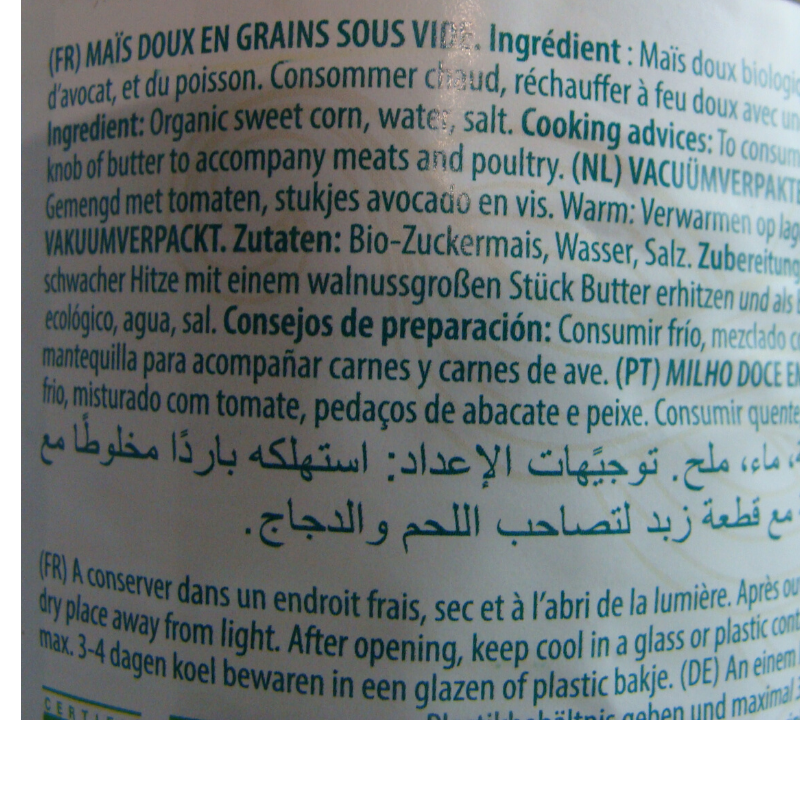 (FR) MAÏS DOUX EN GRAINS SOUS VIDE. Ingrédient : Maïs doux
d'avocat, et du poisson. Consommer chaud, réchauffer à feu doux avec un
Ingredient: Organic sweet corn, water, salt. Cooking advices: To
knob of butter to accompany meats and poultry. (NL)
Gemengd met tomaten, stukjes avocado en vis. Warm: Verwarmen op
VAKUUMVERPACKT. Zutaten: Bio-Zuckermais, Wasser, Salz. Zubereitung
schwacher Hitze mit einem walnussgroßen Stück Butter erhitzen und als
ecológico, agua, sal. Consejos de preparación: Consumir frío, mezclado
mantequilla para acompañar carnes y carnes de ave. (PT) MILHO DOCE
frio, misturado com tomate, pedaços de abacate e peixe. Consumir quente
ماء، ملح. توجيهات الإعداد: استهلكه باردًا مخلوطًا مع
مع قطعة زبد لتصاحب اللحم والدجاج.
(FR) A conserver dans un endroit frais, sec et à l'abri de la lumière. Après
dry place away from light. After opening, keep cool in a glass or plastic
max. 3-4 dagen koel bewaren in een glazen of plastic bakje. (DE) An einem
geben und maximal